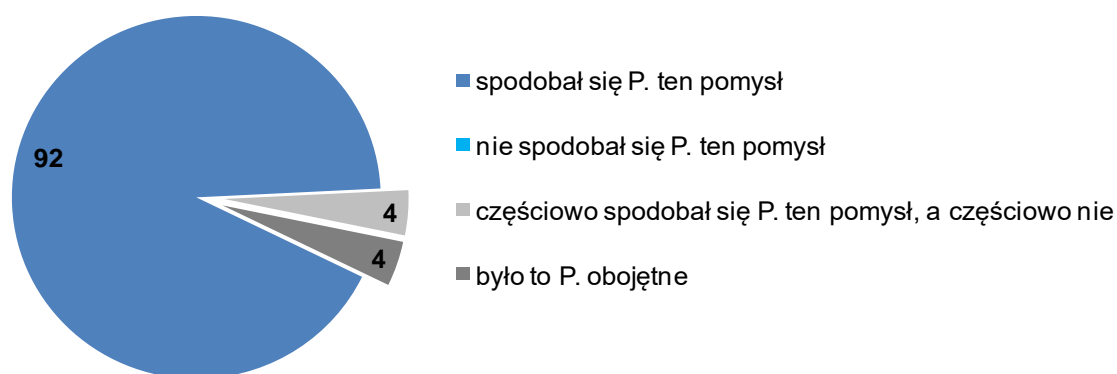 92
4
4
spodobał się P. ten pomysł
nie spodobał się P. ten pomysł
częściowo spodobał się P. ten pomysł, a częściowo nie
było to P. obojętne